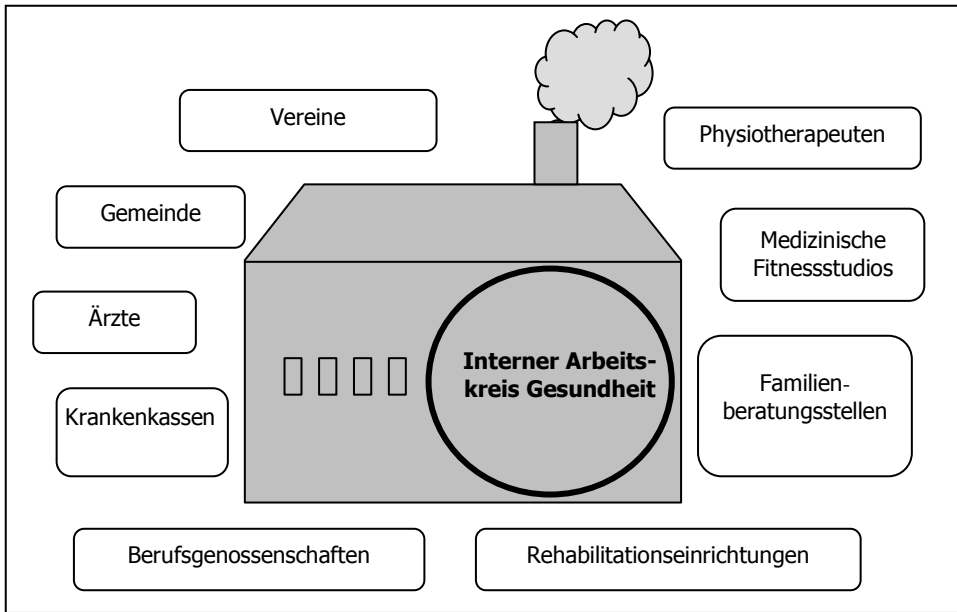 Vereine
Physiotherapeuten
Gemeinde
Medizinische
Fitnessstudios
Ärzte
Interner Arbeits-
kreis Gesundheit
Familien-
beratungsstellen
Krankenkassen
Berufsgenossenschaften
Rehabilitationseinrichtungen